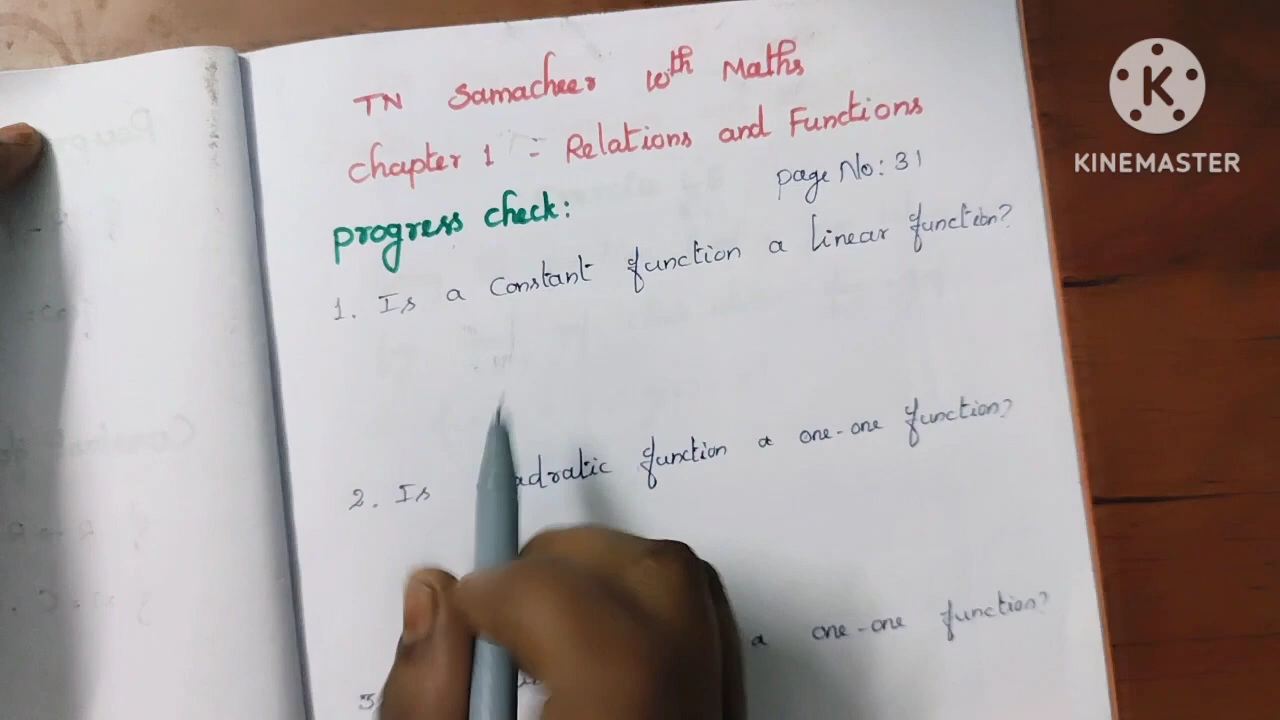 TN Samacheer 10th Maths
Chapter 1 :- Relations and Functions
Page No: 31
Progress check:
1. Is a constant function a linear function?
2. Is adratic function a one-one function?
3 a one-one function?
K
KINEMASTER